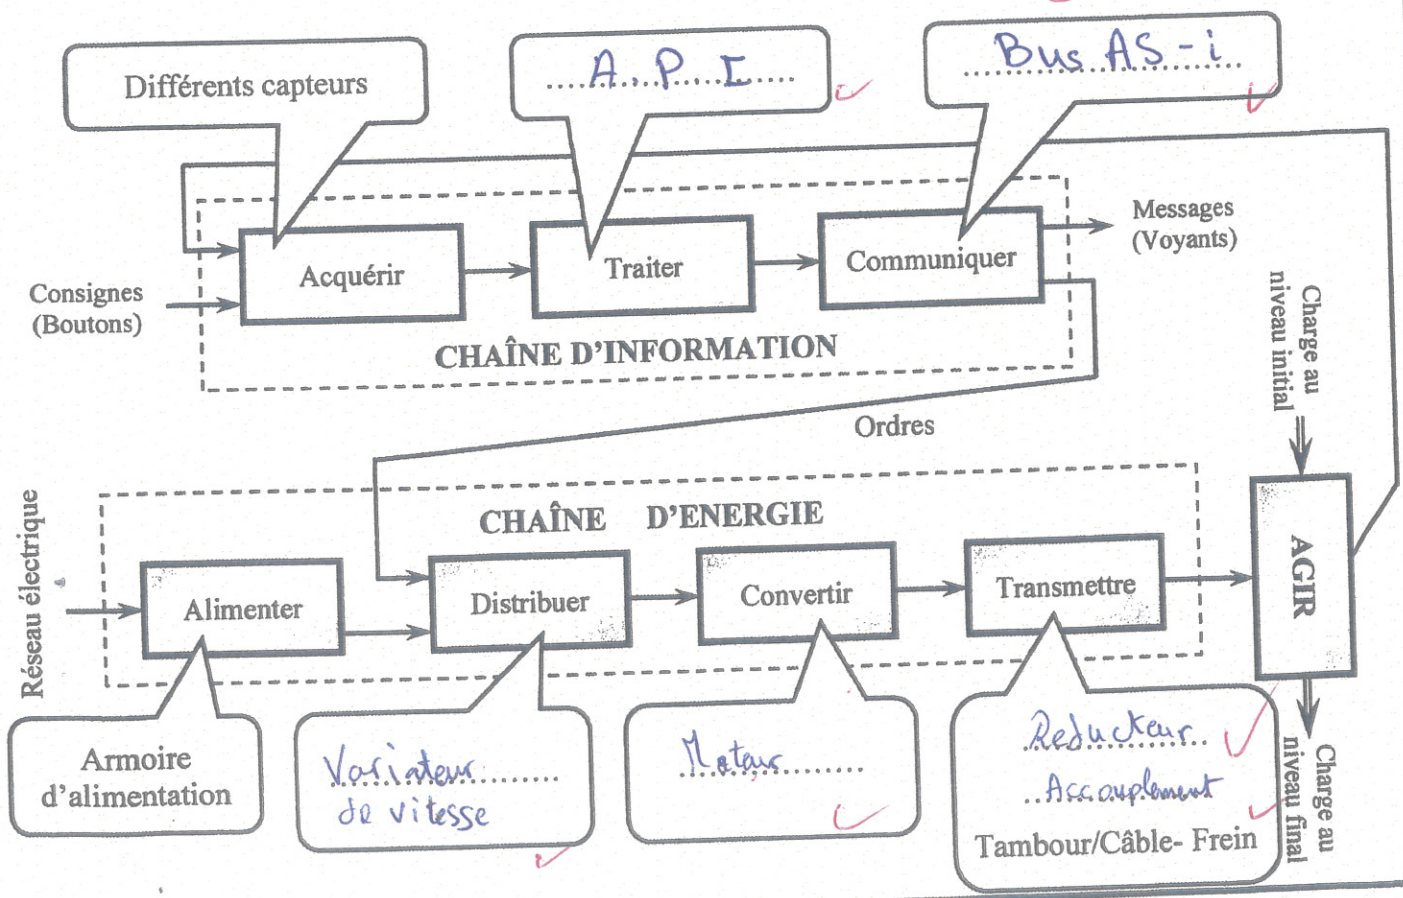 Différents capteurs
A.P.I
Bus AS-i
Acquérir
Traiter
Communiquer
Messages
(Voyants)
Consignes
(Boutons)
CHAÎNE D'INFORMATION
Charge au
niveau initial
Ordres
Réseau électrique
CHAÎNE D'ENERGIE
Alimenter
Distribuer
Convertir
Transmettre
AGIR
Armoire
d'alimentation
Variateur
de vitesse
Moteur
Reducteur
Accouplement
Tambour/Câble- Frein
Charge au
niveau final